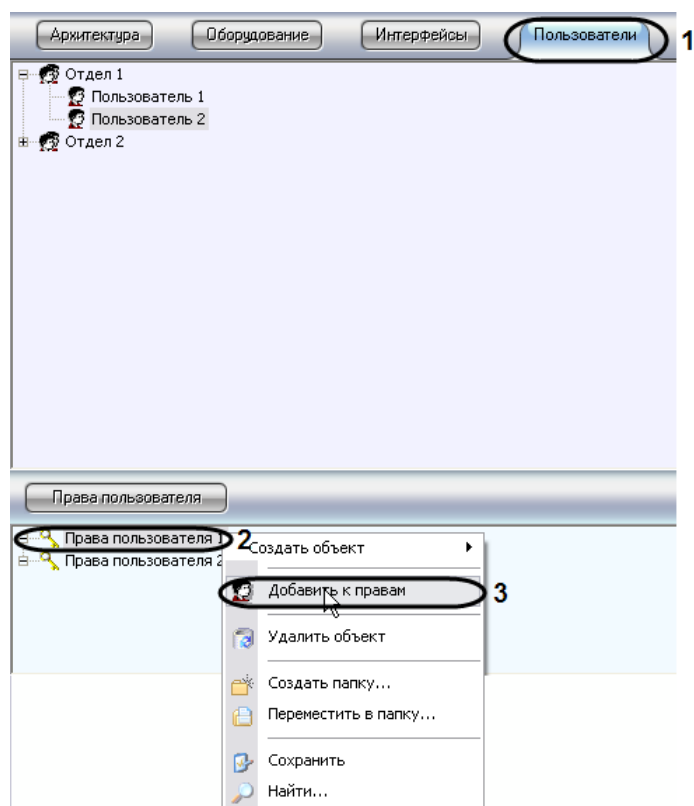 Архитектура Оборудование Интерфейсы Пользователи 1
Отдел 1
Пользователь 1
Пользователь 2
Отдел 2
Права пользователя
Права пользователя 1 2
Права пользователя 2
Создать объект
Добавить к правам 3
Удалить объект
Создать папку...
Переместить в папку...
Сохранить
Найти...